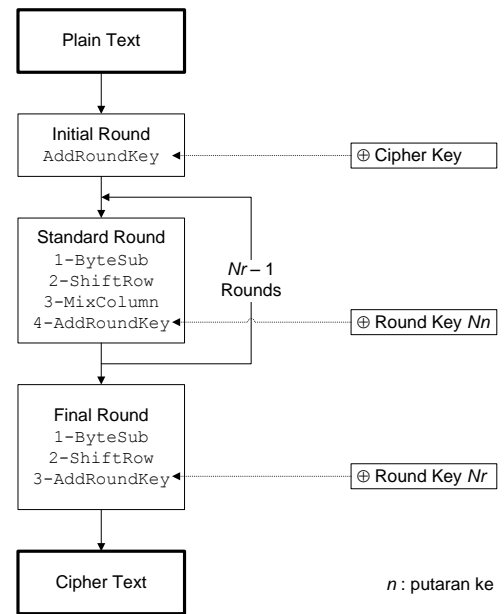 Plain Text
Initial Round
AddRoundKey
⊕ Cipher Key
Standard Round
1-ByteSub
2-ShiftRow
3-MixColumn
4-AddRoundKey
Nr – 1
Rounds
⊕ Round Key Nn
Final Round
1-ByteSub
2-ShiftRow
3-AddRoundKey
⊕ Round Key Nr
Cipher Text
n : putaran ke